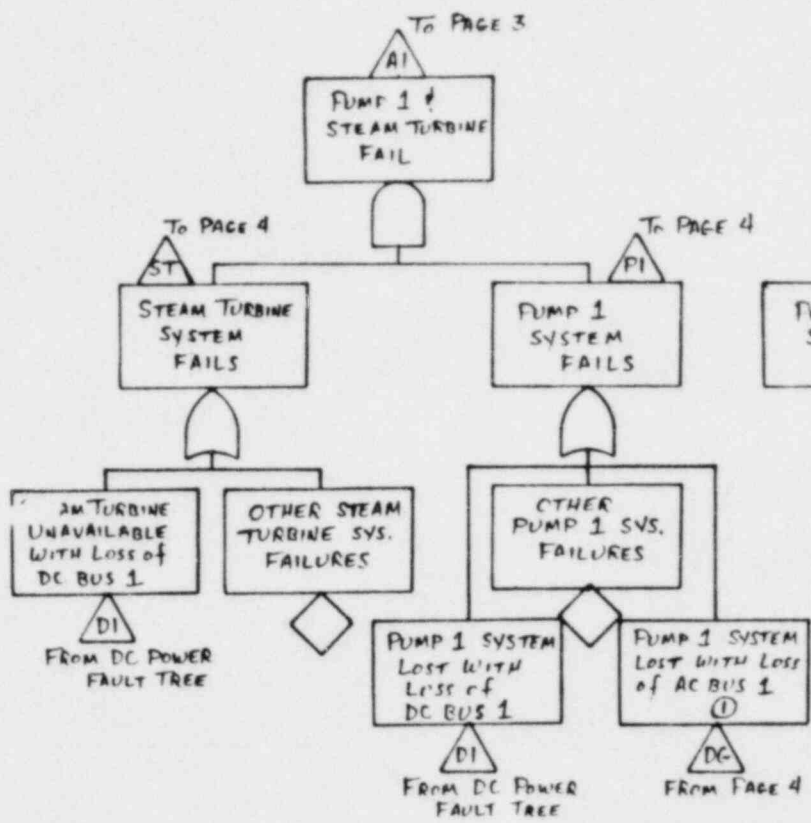 To PAGE 3
A1
PUMP 1 &
STEAM TURBINE
FAIL
To PAGE 4
ST
STEAM TURBINE
SYSTEM
FAILS
To PAGE 4
P1
PUMP 1
SYSTEM
FAILS
AM TURBINE
UNAVAILABLE
WITH LOSS of
DC BUS 1
D1
FROM DC POWER
FAULT TREE
OTHER STEAM
TURBINE SYS.
FAILURES
OTHER
PUMP 1 SYS.
FAILURES
PUMP 1 SYSTEM
LOST WITH
LOSS of
DC BUS 1
D1
FROM DC POWER
FAULT TREE
PUMP 1 SYSTEM
LOST WITH LOSS
of AC BUS 1
①
DG
FROM PAGE 4